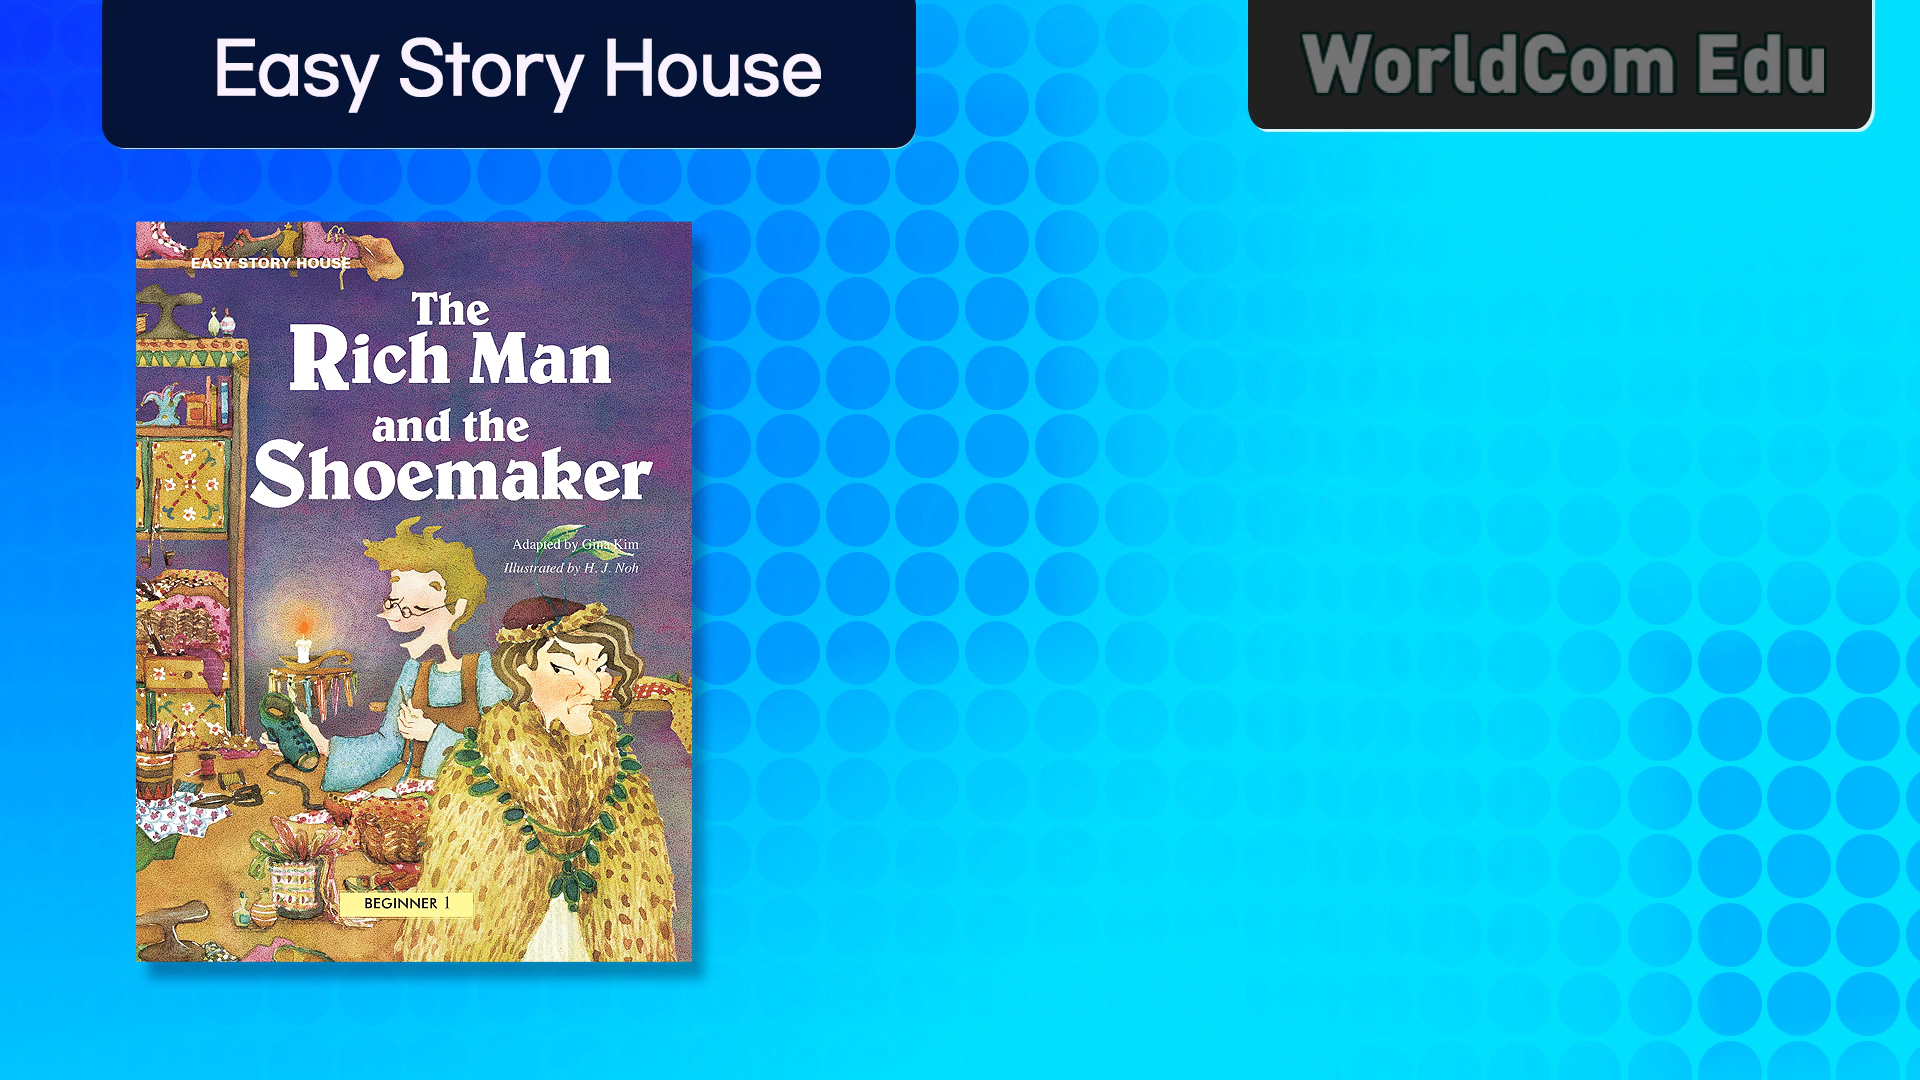 Easy Story House
WorldCom Edu
EASY STORY HOUSE
The
Rich Man
and the
Shoemaker
Adapted by Gina Kim
Illustrated by H. J. Noh
BEGINNER 1